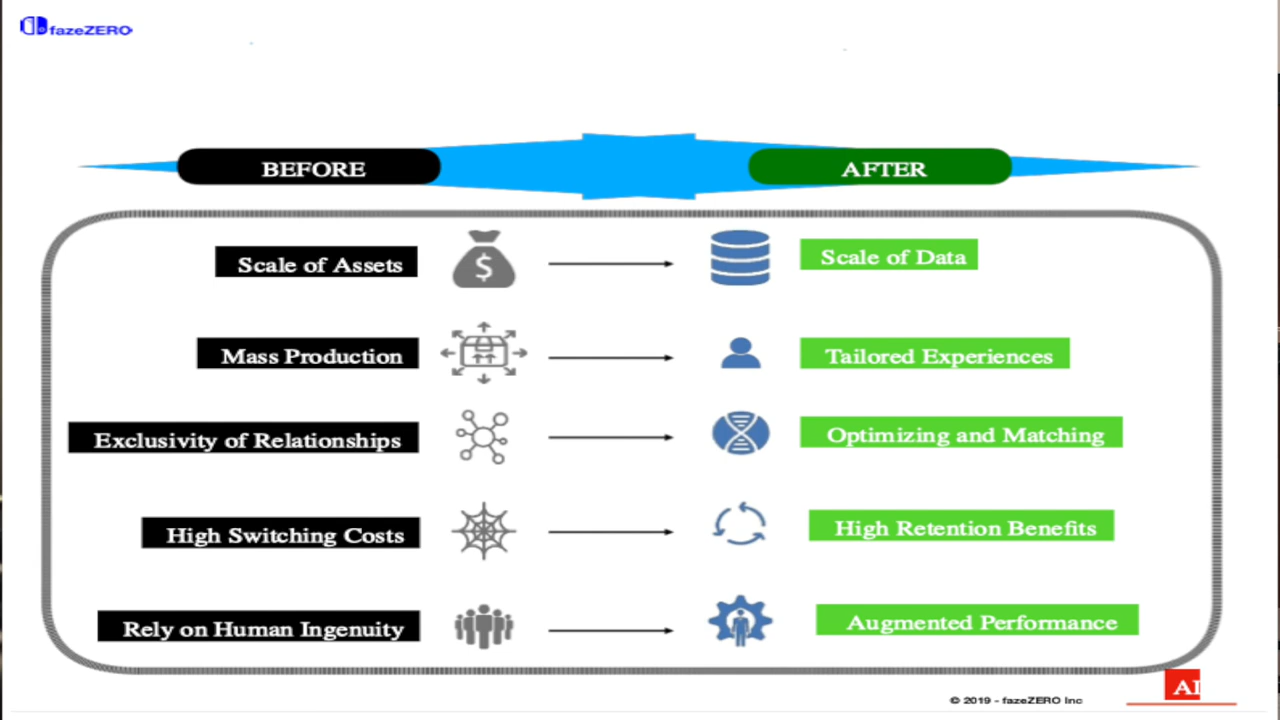 fazeZERO
BEFORE
AFTER
Scale of Assets
$
Scale of Data
Mass Production
Tailored Experiences
Exclusivity of Relationships
Optimizing and Matching
High Switching Costs
High Retention Benefits
Rely on Human Ingenuity
Augmented Performance
AI
© 2019 - fazeZERO Inc